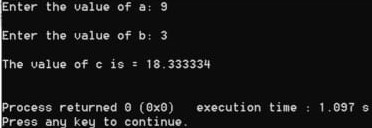 Enter the value of a: 9
Enter the value of b: 3
The value of c is = 18.333334
Process returned 0 (0x0)   execution time : 1.097 s
Press any key to continue.